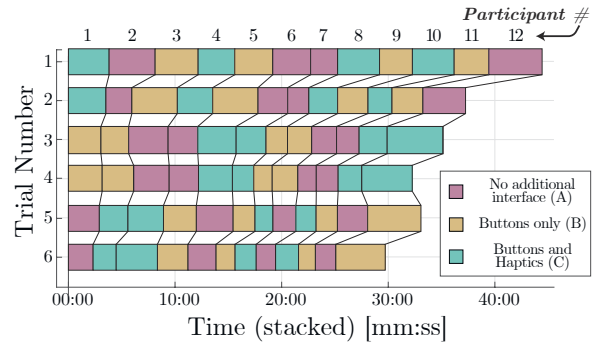 Participant #
1 2 3 4 5 6 7 8 9 10 11 12
1
2
3
4
5
6
Trial Number
No additional
interface (A)
Buttons only (B)
Buttons and
Haptics (C)
00:00 10:00 20:00 30:00 40:00
Time (stacked) [mm:ss]